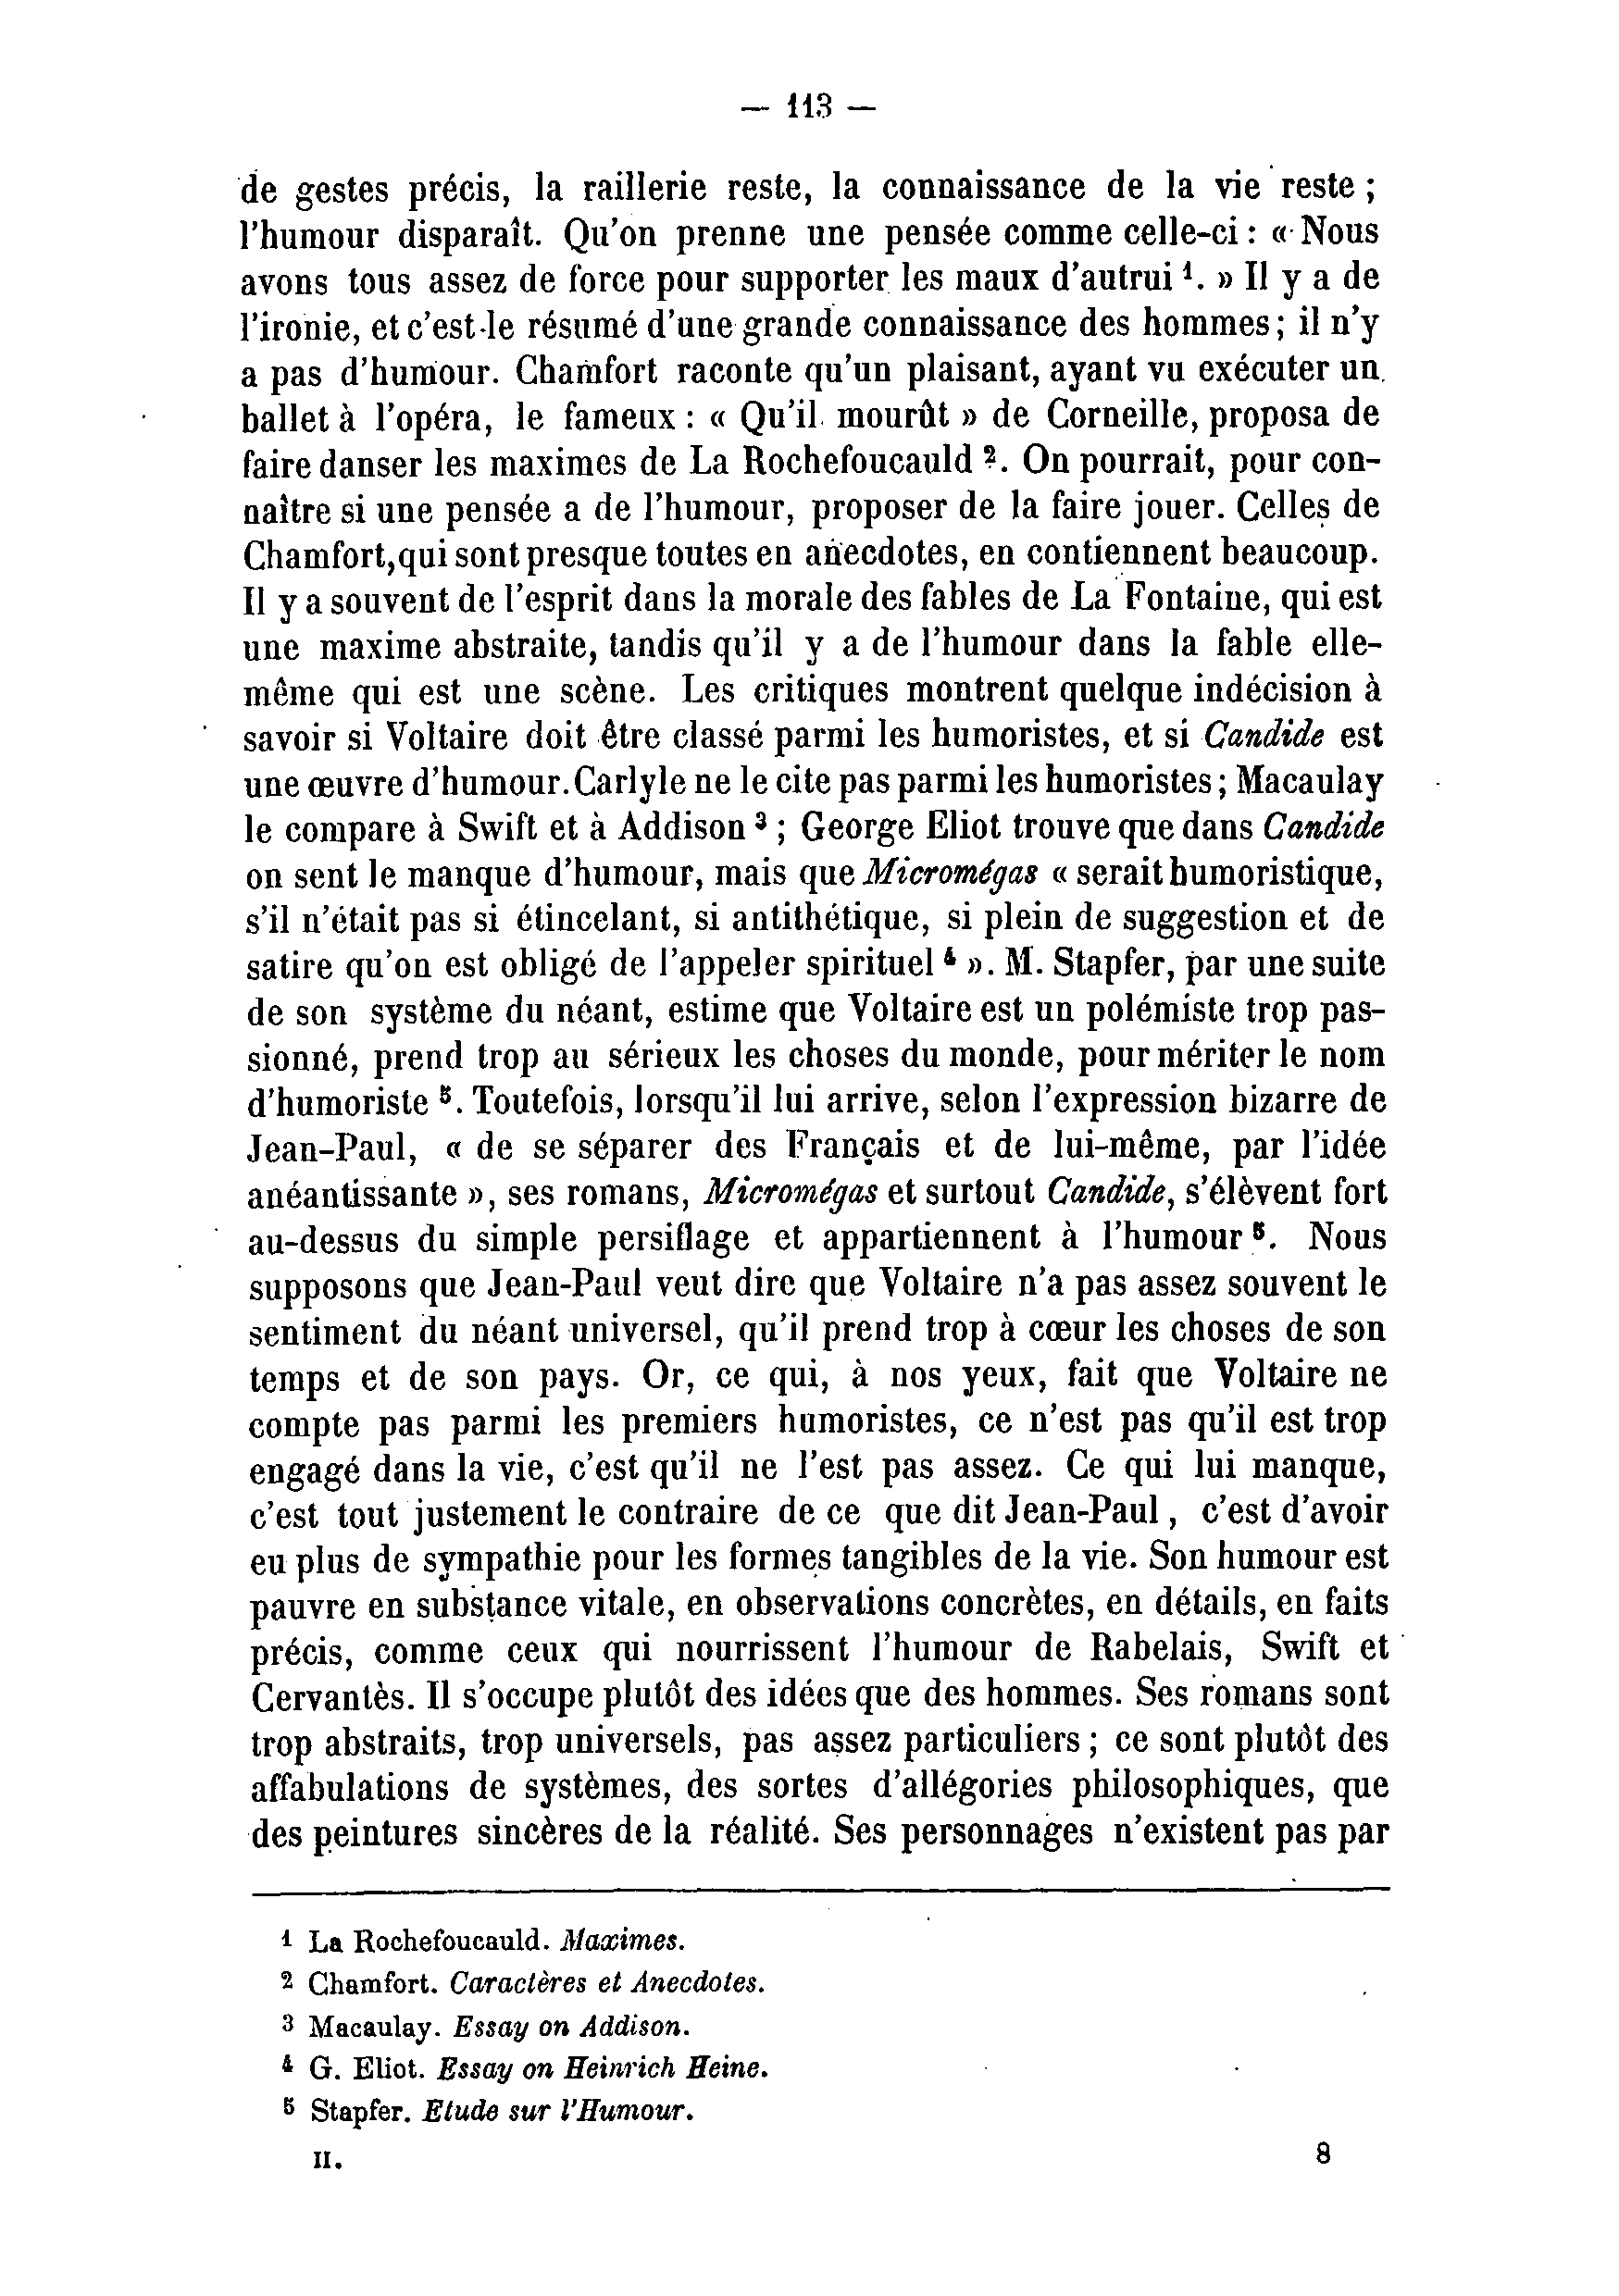 — 113 —
de gestes précis, la raillerie reste, la connaissance de la vie reste ;
l'humour disparaît. Qu'on prenne une pensée comme celle-ci : « Nous
avons tous assez de force pour supporter les maux d'autrui ¹. » Il y a de
l'ironie, et c'est le résumé d'une grande connaissance des hommes ; il n'y
a pas d'humour. Chamfort raconte qu'un plaisant, ayant vu exécuter un
ballet à l'opéra, le fameux : « Qu'il mourût » de Corneille, proposa de
faire danser les maximes de La Rochefoucauld ². On pourrait, pour con-
naître si une pensée a de l'humour, proposer de la faire jouer. Celles de
Chamfort, qui sont presque toutes en anecdotes, en contiennent beaucoup.
Il y a souvent de l'esprit dans la morale des fables de La Fontaine, qui est
une maxime abstraite, tandis qu'il y a de l'humour dans la fable elle-
même qui est une scène. Les critiques montrent quelque indécision à
savoir si Voltaire doit être classé parmi les humoristes, et si Candide est
une œuvre d'humour. Carlyle ne le cite pas parmi les humoristes ; Macaulay
le compare à Swift et à Addison ³ ; George Eliot trouve que dans Candide
on sent le manque d'humour, mais que Micromégas « serait humoristique,
s'il n'était pas si étincelant, si antithétique, si plein de suggestion et de
satire qu'on est obligé de l'appeler spirituel ⁴ ». M. Stapfer, par une suite
de son système du néant, estime que Voltaire est un polémiste trop pas-
sionné, prend trop au sérieux les choses du monde, pour mériter le nom
d'humoriste ⁵. Toutefois, lorsqu'il lui arrive, selon l'expression bizarre de
Jean-Paul, « de se séparer des Français et de lui-même, par l'idée
anéantissante », ses romans, Micromégas et surtout Candide, s'élèvent fort
au-dessus du simple persiflage et appartiennent à l'humour ⁵. Nous
supposons que Jean-Paul veut dire que Voltaire n'a pas assez souvent le
sentiment du néant universel, qu'il prend trop à cœur les choses de son
temps et de son pays. Or, ce qui, à nos yeux, fait que Voltaire ne
compte pas parmi les premiers humoristes, ce n'est pas qu'il est trop
engagé dans la vie, c'est qu'il ne l'est pas assez. Ce qui lui manque,
c'est tout justement le contraire de ce que dit Jean-Paul, c'est d'avoir
eu plus de sympathie pour les formes tangibles de la vie. Son humour est
pauvre en substance vitale, en observations concrètes, en détails, en faits
précis, comme ceux qui nourrissent l'humour de Rabelais, Swift et
Cervantès. Il s'occupe plutôt des idées que des hommes. Ses romans sont
trop abstraits, trop universels, pas assez particuliers ; ce sont plutôt des
affabulations de systèmes, des sortes d'allégories philosophiques, que
des peintures sincères de la réalité. Ses personnages n'existent pas par
¹ La Rochefoucauld. Maximes.
² Chamfort. Caractères et Anecdotes.
³ Macaulay. Essay on Addison.
⁴ G. Eliot. Essay on Heinrich Heine.
⁵ Stapfer. Etude sur l'Humour.
II. 8